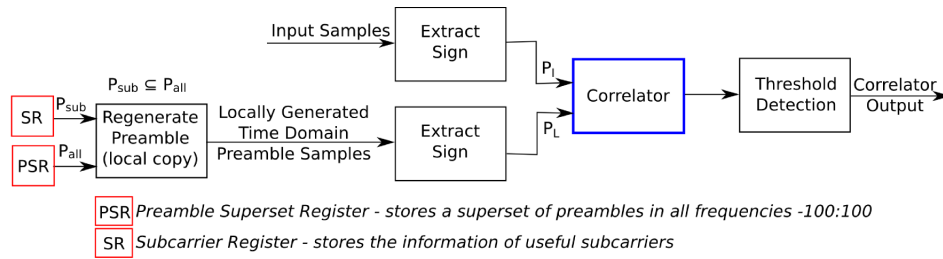 Input Samples
Extract
Sign
P_I
P_sub ⊆ P_all
SR
P_sub
Regenerate
Preamble
(local copy)
PSR
P_all
Locally Generated
Time Domain
Preamble Samples
Extract
Sign
P_L
Correlator
Threshold
Detection
Correlator
Output
PSR Preamble Superset Register - stores a superset of preambles in all frequencies -100:100
SR Subcarrier Register - stores the information of useful subcarriers